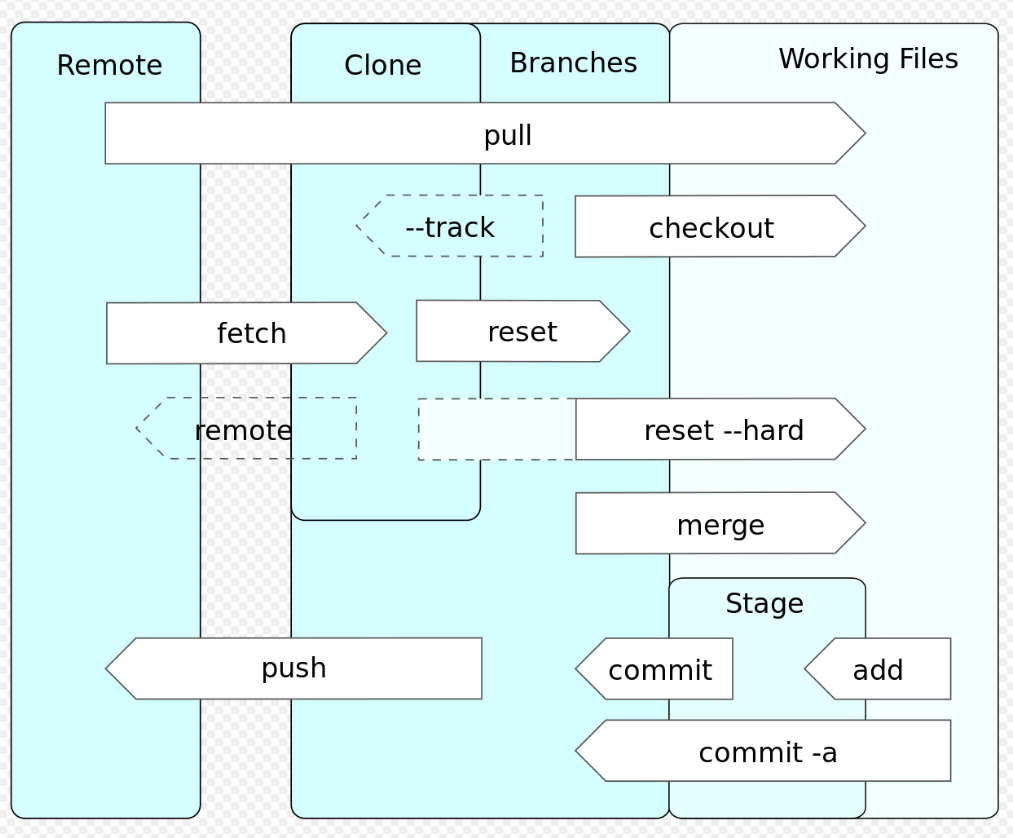 Remote
Clone
Branches
Working Files
pull
--track
checkout
fetch
reset
remote
reset --hard
merge
Stage
push
commit
add
commit -a